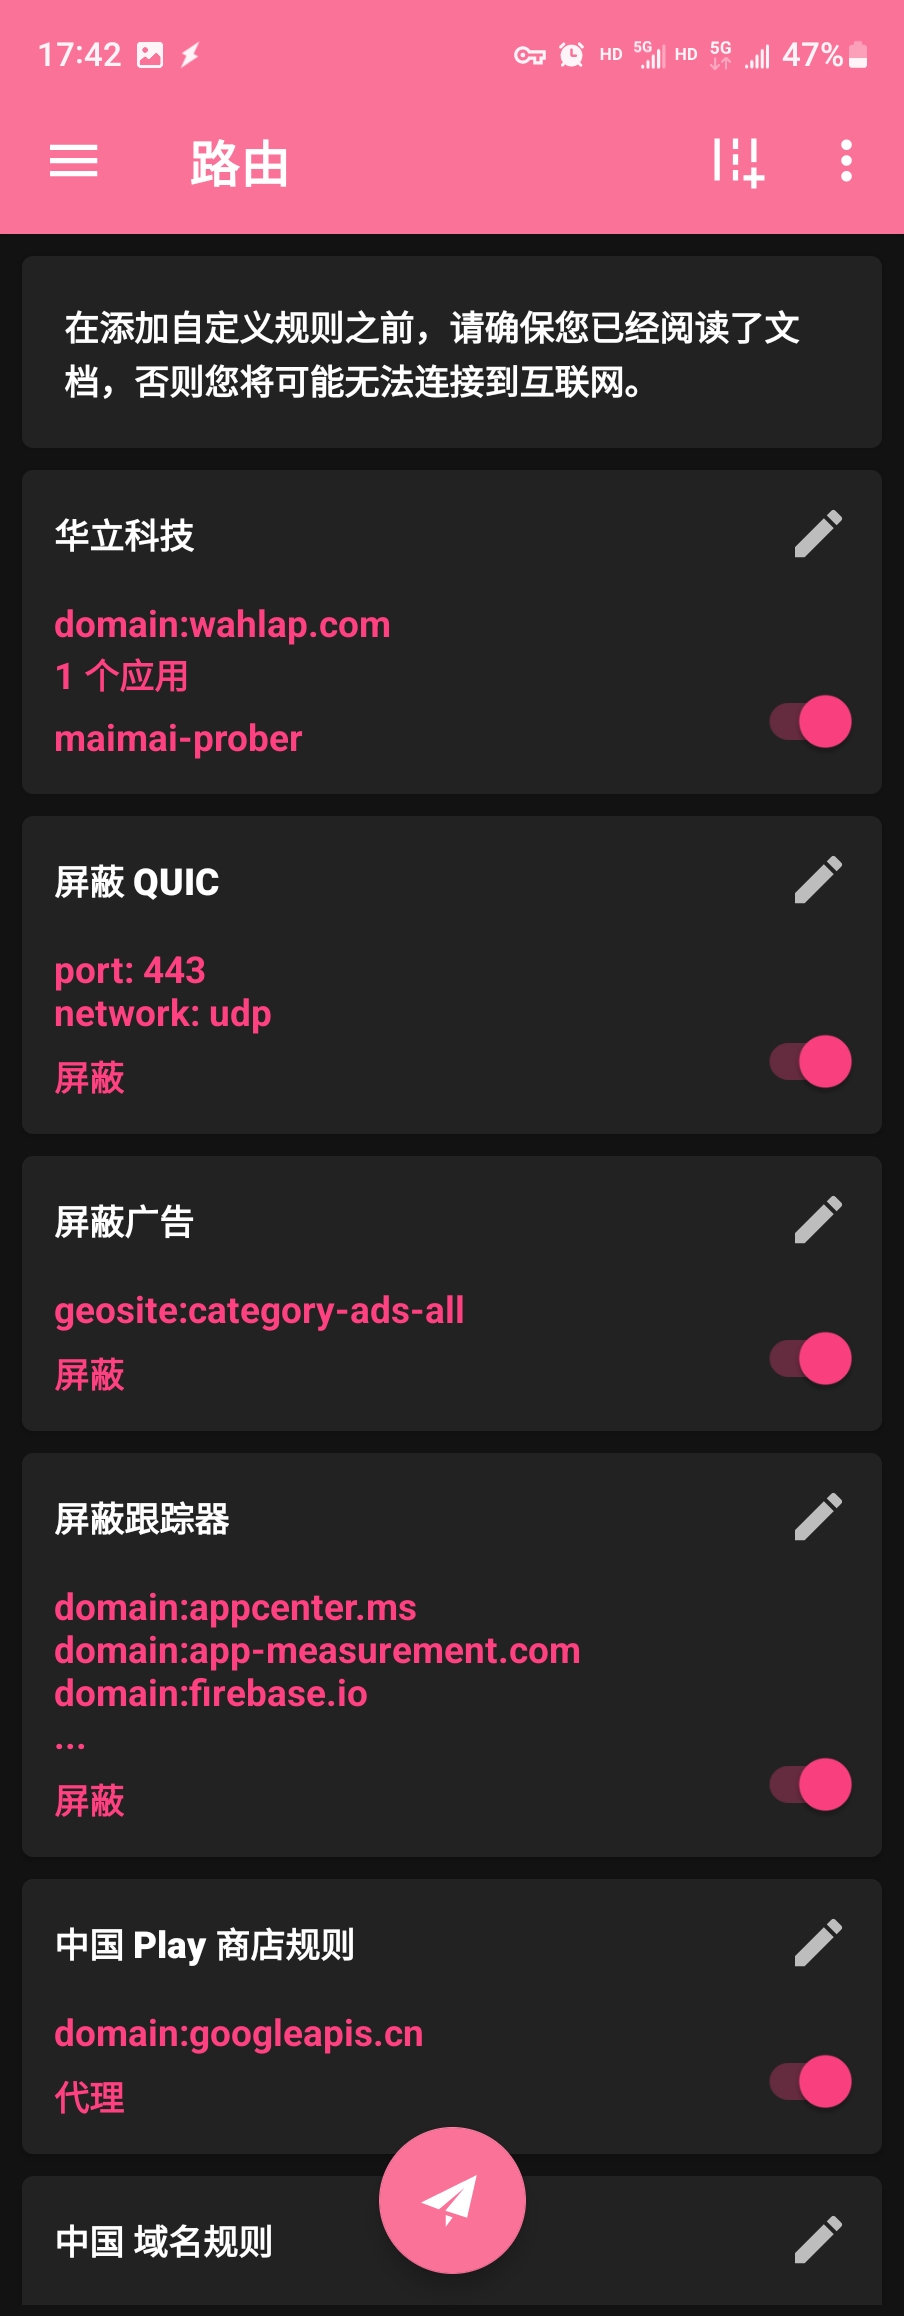 17:42 HD 5G HD 5G 47%
路由
在添加自定义规则之前，请确保您已经阅读了文
档，否则您将可能无法连接到互联网。
华立科技
domain:wahlap.com
1 个应用
maimai-prober
屏蔽 QUIC
port: 443
network: udp
屏蔽
屏蔽广告
geosite:category-ads-all
屏蔽
屏蔽跟踪器
domain:appcenter.ms
domain:app-measurement.com
domain:firebase.io
...
屏蔽
中国 Play 商店规则
domain:googleapis.cn
代理
中国 域名规则